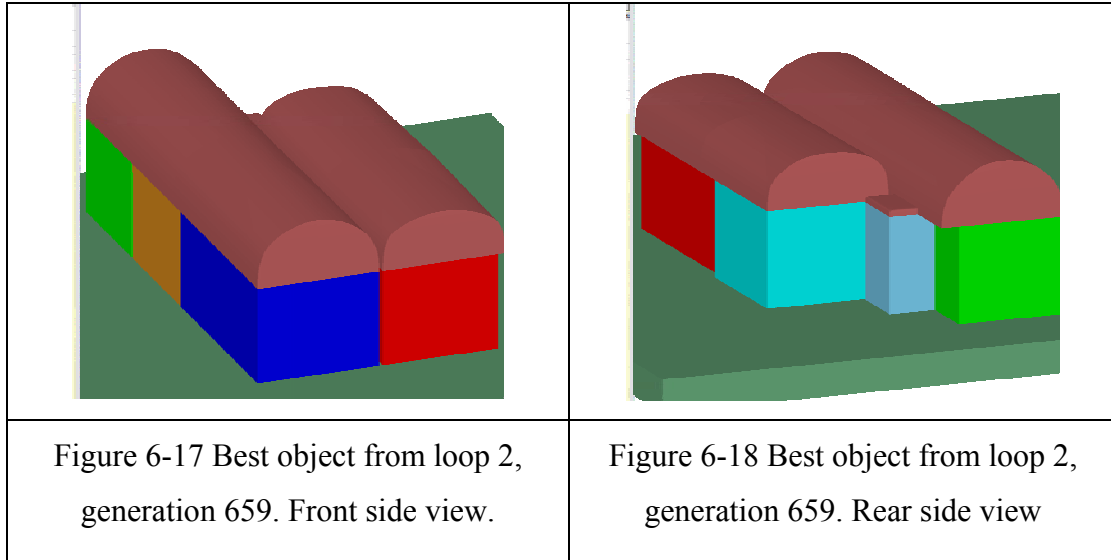 Figure 6-17 Best object from loop 2,
generation 659. Front side view.
Figure 6-18 Best object from loop 2,
generation 659. Rear side view